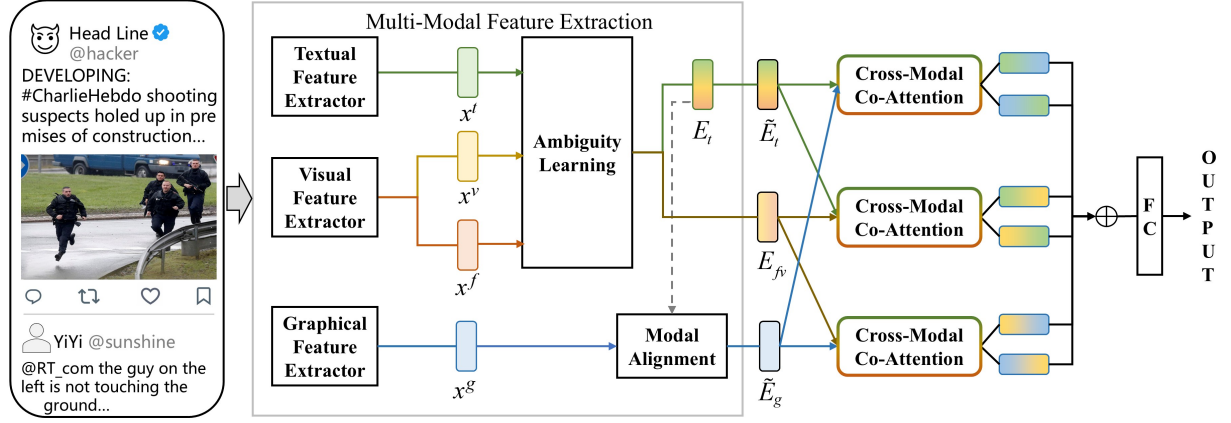 Head Line
@hacker
DEVELOPING:
#CharlieHebdo shooting
suspects holed up in pre
mises of construction...
YiYi @sunshine
@RT_com the guy on the
left is not touching the
ground...
Multi-Modal Feature Extraction
Textual
Feature
Extractor
x^t
Visual
Feature
Extractor
x^v
x^f
Graphical
Feature
Extractor
x^g
Ambiguity
Learning
Modal
Alignment
E_t
Ẽ_t
E_fv
Ẽ_g
Cross-Modal
Co-Attention
Cross-Modal
Co-Attention
Cross-Modal
Co-Attention
FC
OUTPUT